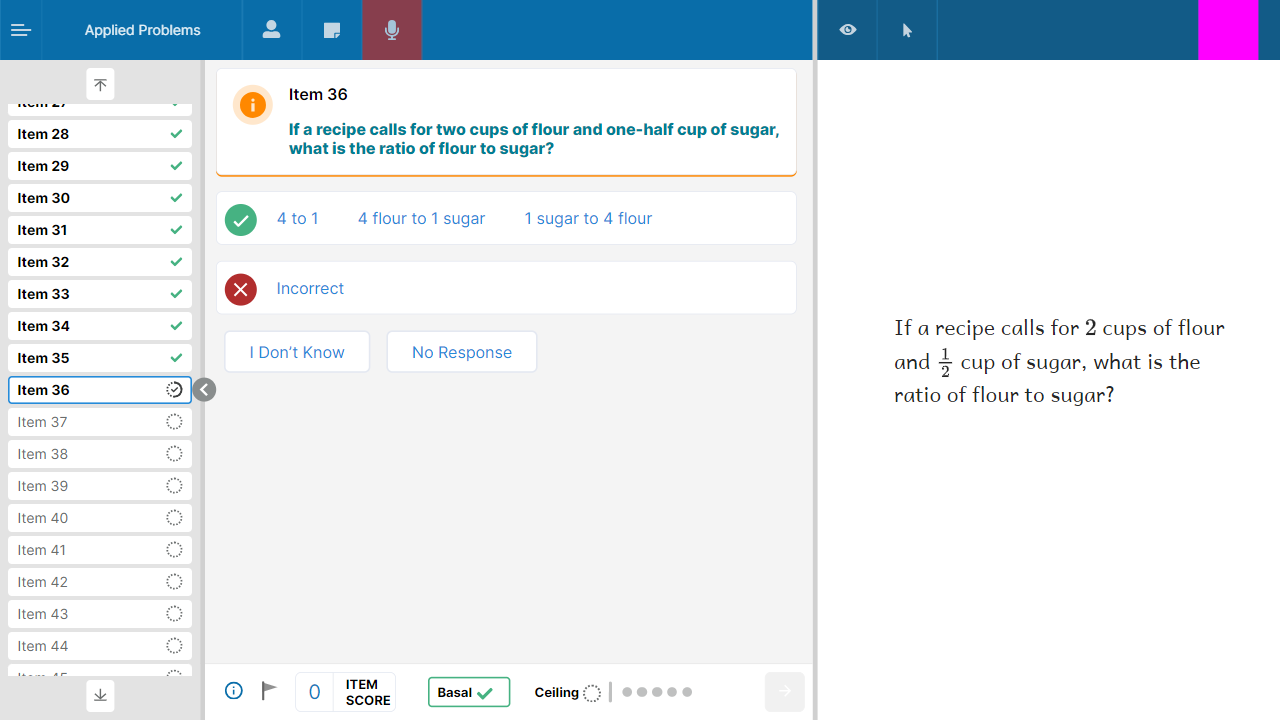 Applied Problems
Item 27
Item 28
Item 29
Item 30
Item 31
Item 32
Item 33
Item 34
Item 35
Item 36
Item 37
Item 38
Item 39
Item 40
Item 41
Item 42
Item 43
Item 44
Item 45
Item 36
If a recipe calls for two cups of flour and one-half cup of sugar,
what is the ratio of flour to sugar?
4 to 1 4 flour to 1 sugar 1 sugar to 4 flour
Incorrect
I Don’t Know No Response
0 ITEM
SCORE
Basal Ceiling
If a recipe calls for 2 cups of flour
and 1/2 cup of sugar, what is the
ratio of flour to sugar?